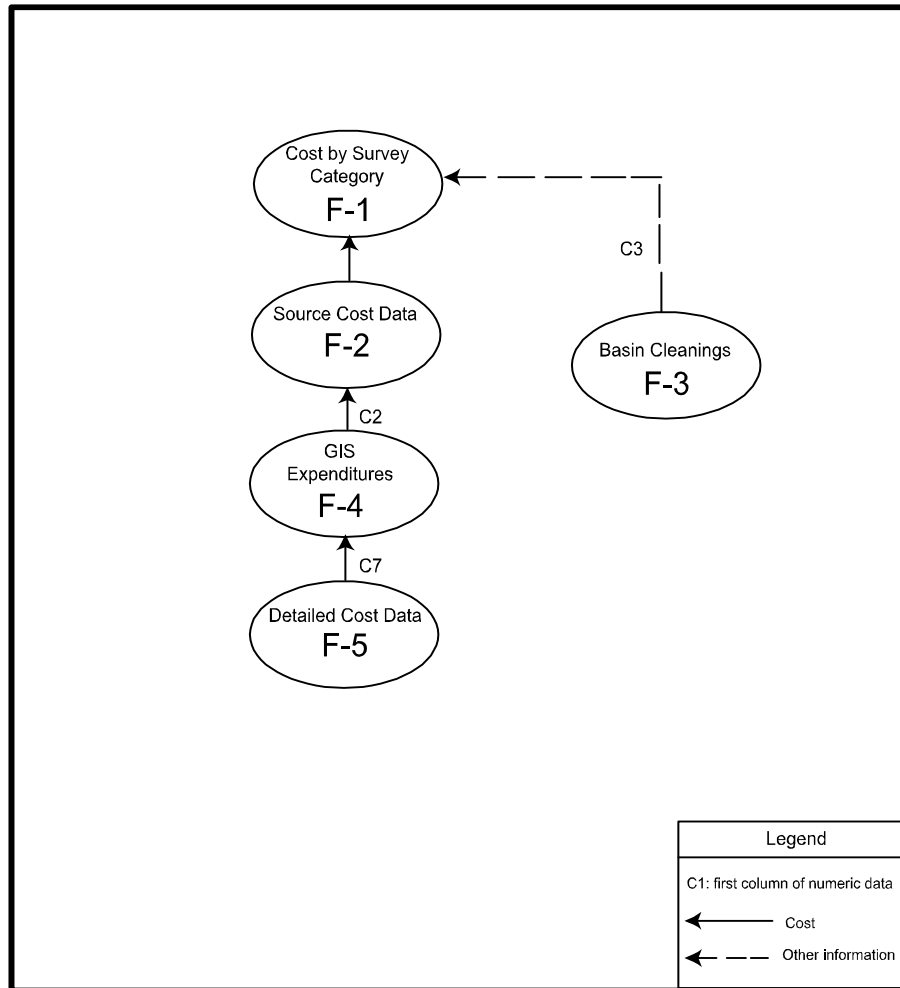 Cost by Survey
Category
F-1
C3
Source Cost Data
F-2
Basin Cleanings
F-3
C2
GIS
Expenditures
F-4
C7
Detailed Cost Data
F-5
Legend
C1: first column of numeric data
Cost
Other information